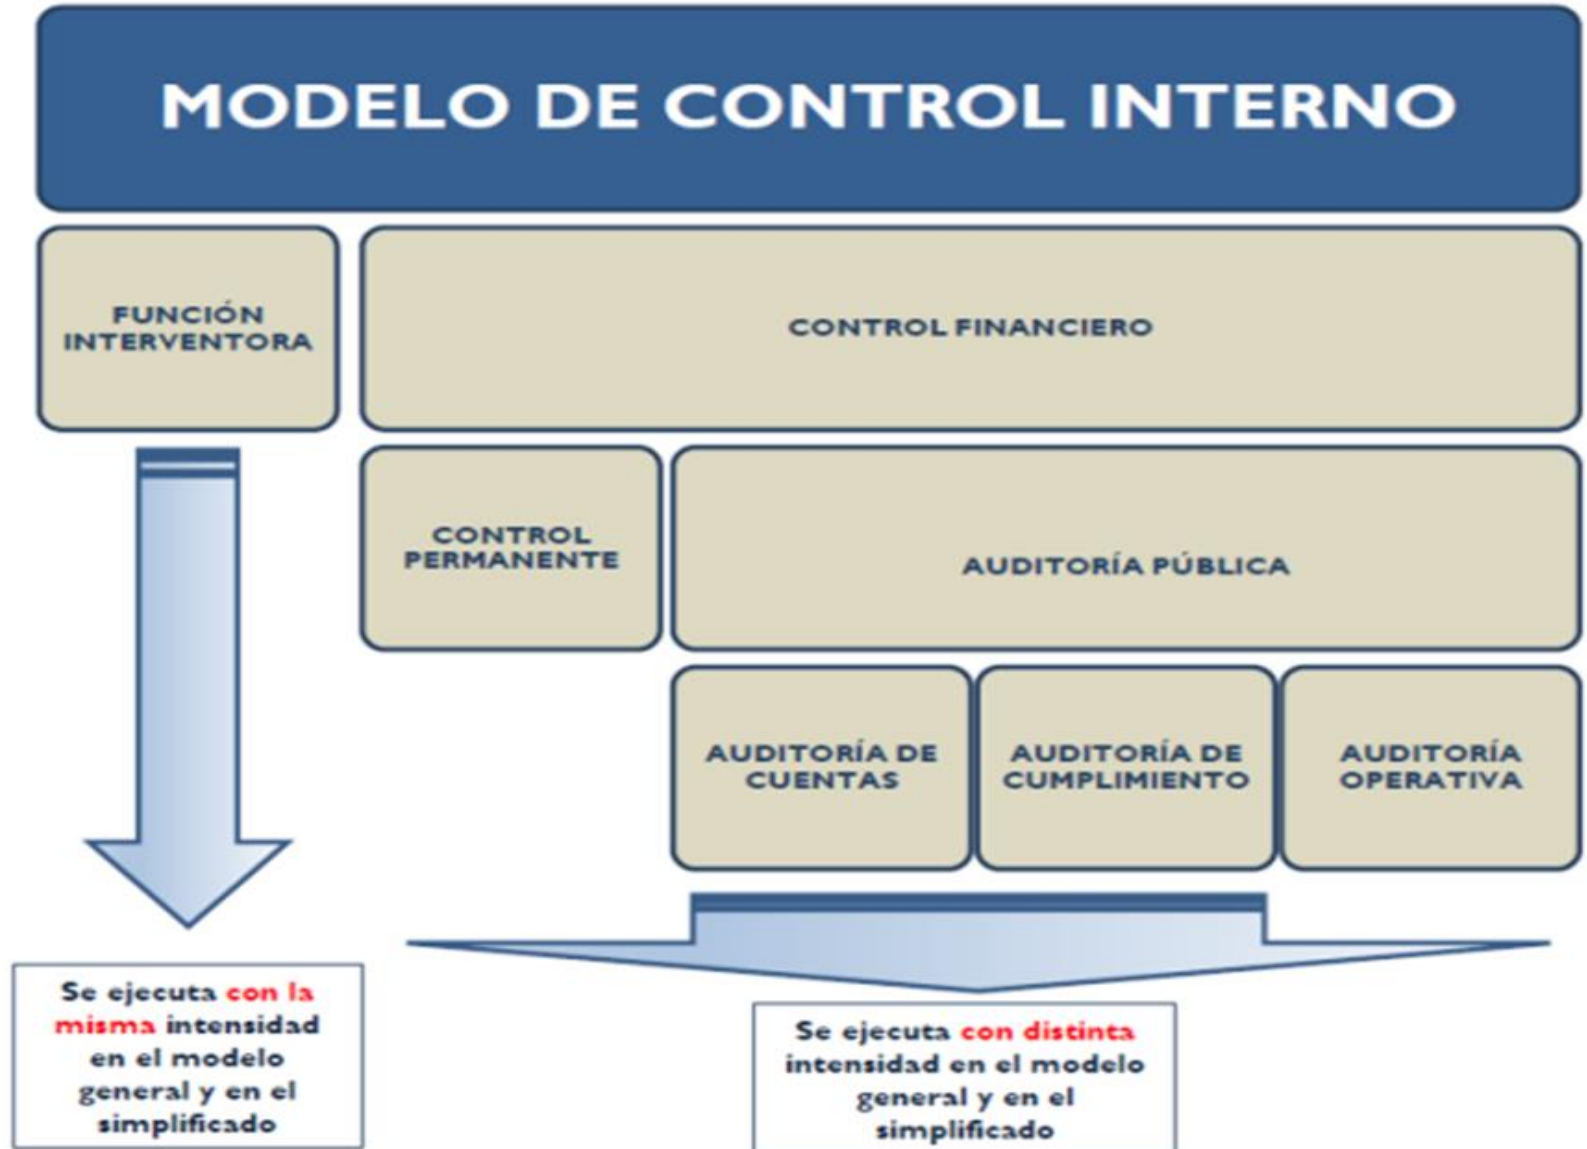 MODELO DE CONTROL INTERNO
FUNCIÓN
INTERVENTORA
CONTROL FINANCIERO
CONTROL
PERMANENTE
AUDITORÍA PÚBLICA
AUDITORÍA DE
CUENTAS
AUDITORÍA DE
CUMPLIMIENTO
AUDITORÍA
OPERATIVA
Se ejecuta con la
misma intensidad
en el modelo
general y en el
simplificado
Se ejecuta con distinta
intensidad en el modelo
general y en el
simplificado